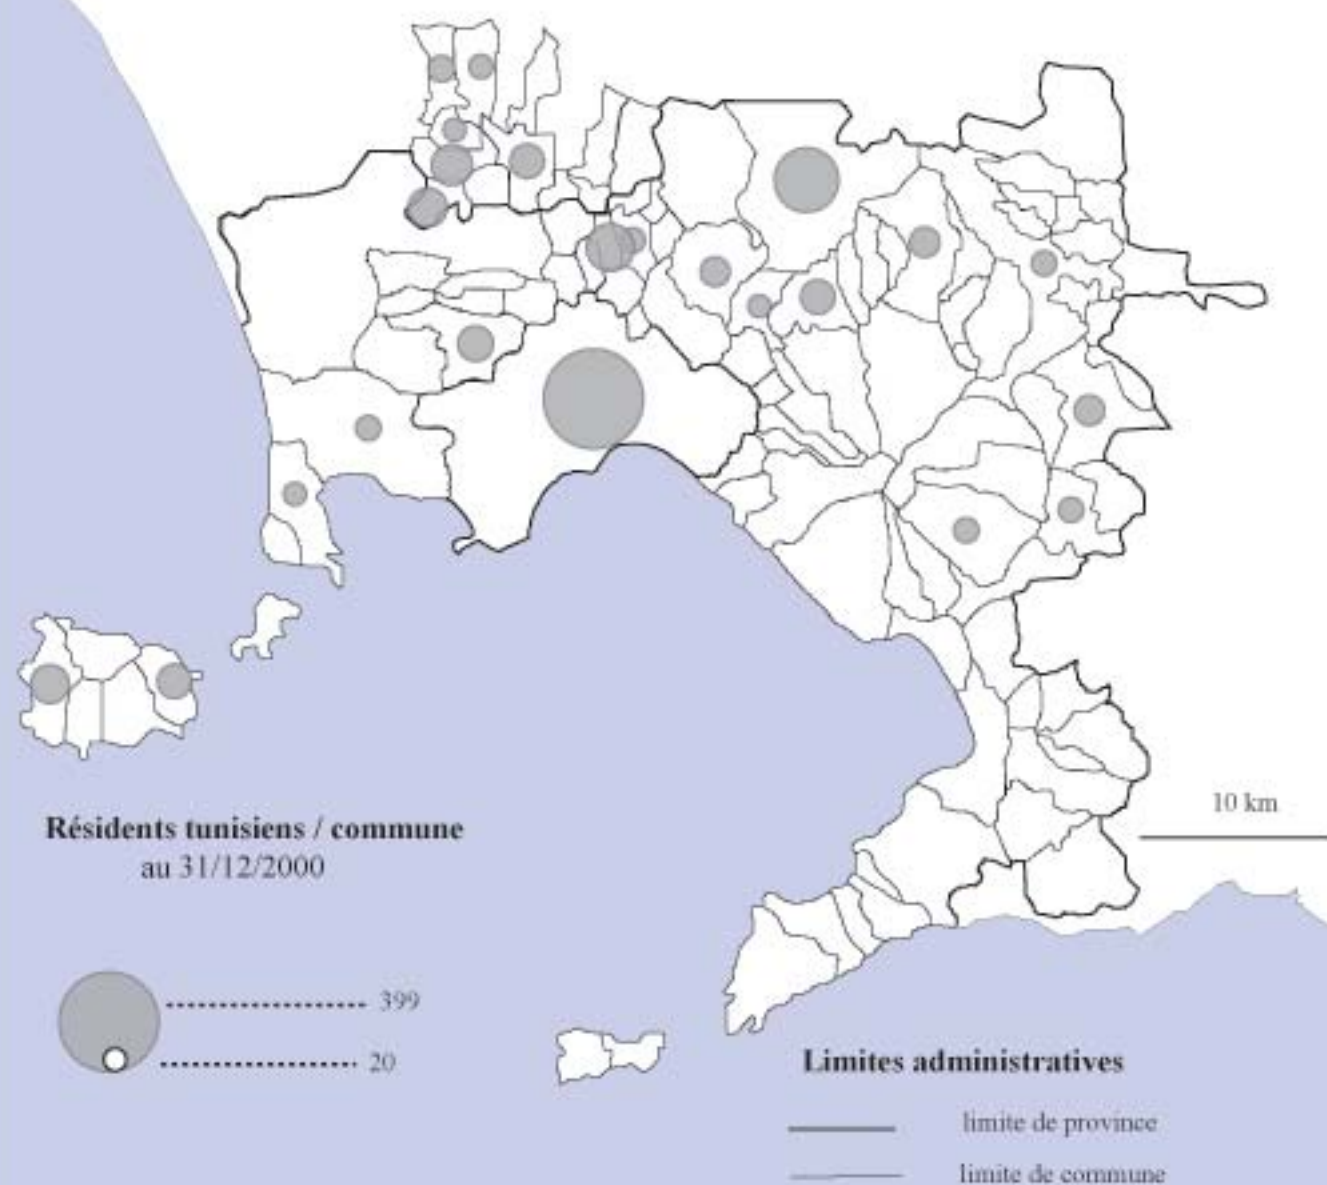 10 km
Résidents tunisiens / commune
au 31/12/2000
399
20
Limites administratives
limite de province
limite de commune